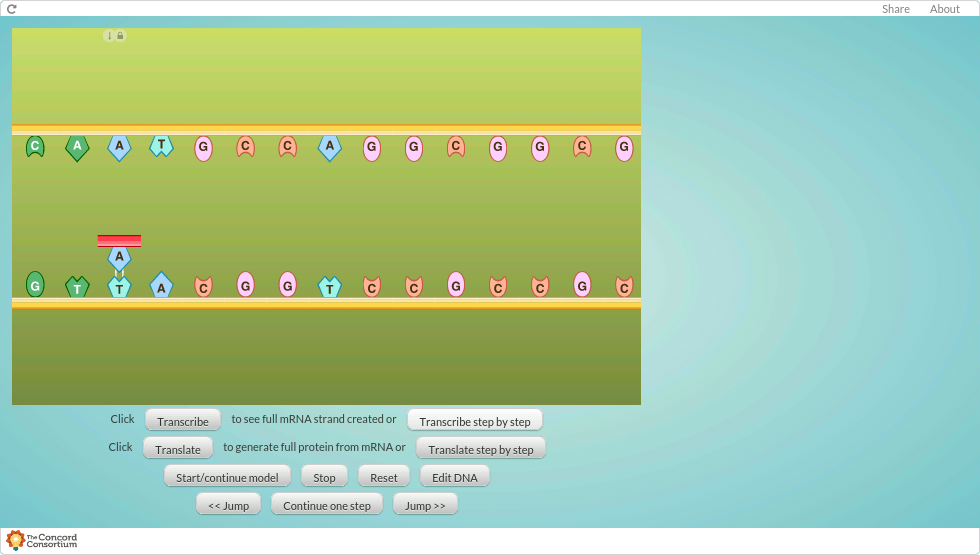 Share About
C A A T G C C A G G C G G C G
A
G T T A C G G T C C G C C G C
Click Transcribe to see full mRNA strand created or Transcribe step by step
Click Translate to generate full protein from mRNA or Translate step by step
Start/continue model Stop Reset Edit DNA
<< Jump Continue one step Jump >>
The Concord
Consortium